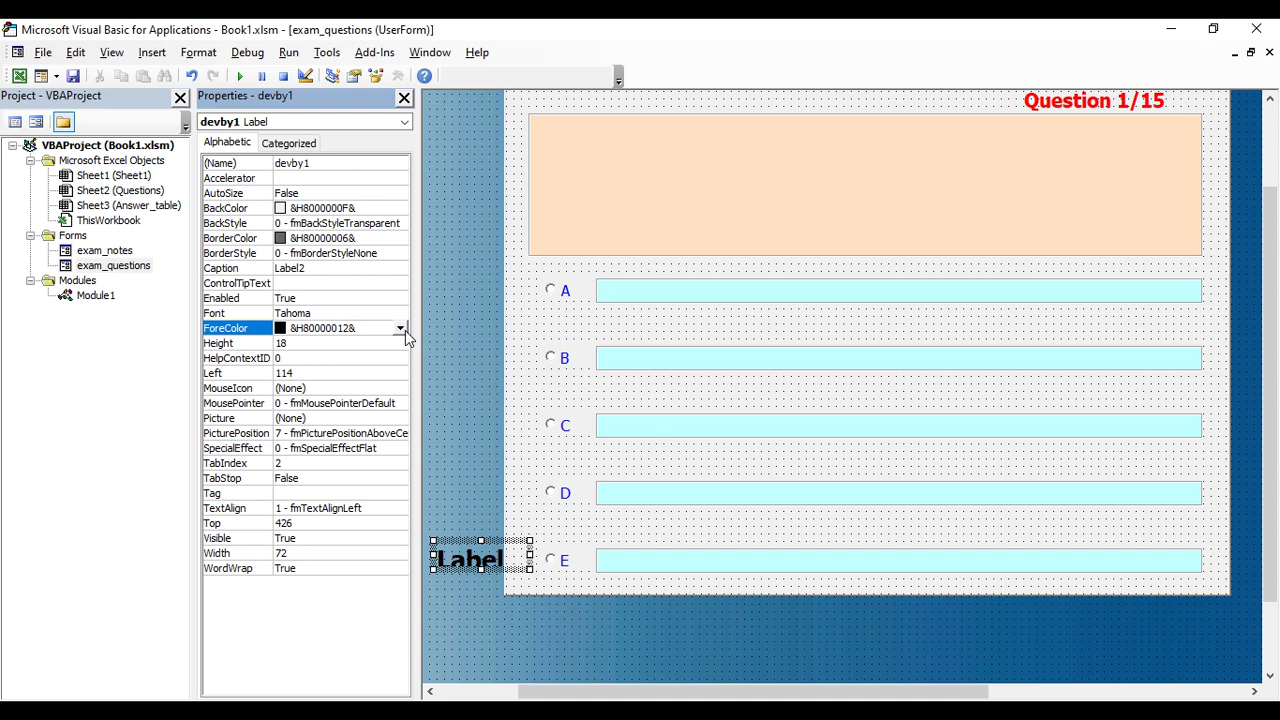 Microsoft Visual Basic for Applications - Book1.xlsm - [exam_questions (UserForm)]
File Edit View Insert Format Debug Run Tools Add-Ins Window Help
Project - VBAProject
VBAProject (Book1.xlsm)
Microsoft Excel Objects
Sheet1 (Sheet1)
Sheet2 (Questions)
Sheet3 (Answer_table)
ThisWorkbook
Forms
exam_notes
exam_questions
Modules
Module1
Properties - devby1
devby1 Label
Alphabetic Categorized
(Name) devby1
Accelerator
AutoSize False
BackColor &H8000000F&
BackStyle 0 - fmBackStyleTransparent
BorderColor &H80000006&
BorderStyle 0 - fmBorderStyleNone
Caption Label2
ControlTipText
Enabled True
Font Tahoma
ForeColor &H80000012&
Height 18
HelpContextID 0
Left 114
MouseIcon (None)
MousePointer 0 - fmMousePointerDefault
Picture (None)
PicturePosition 7 - fmPicturePositionAboveCe
SpecialEffect 0 - fmSpecialEffectFlat
TabIndex 2
TabStop False
Tag
TextAlign 1 - fmTextAlignLeft
Top 426
Visible True
Width 72
WordWrap True
Question 1/15
A
B
C
D
Label
E